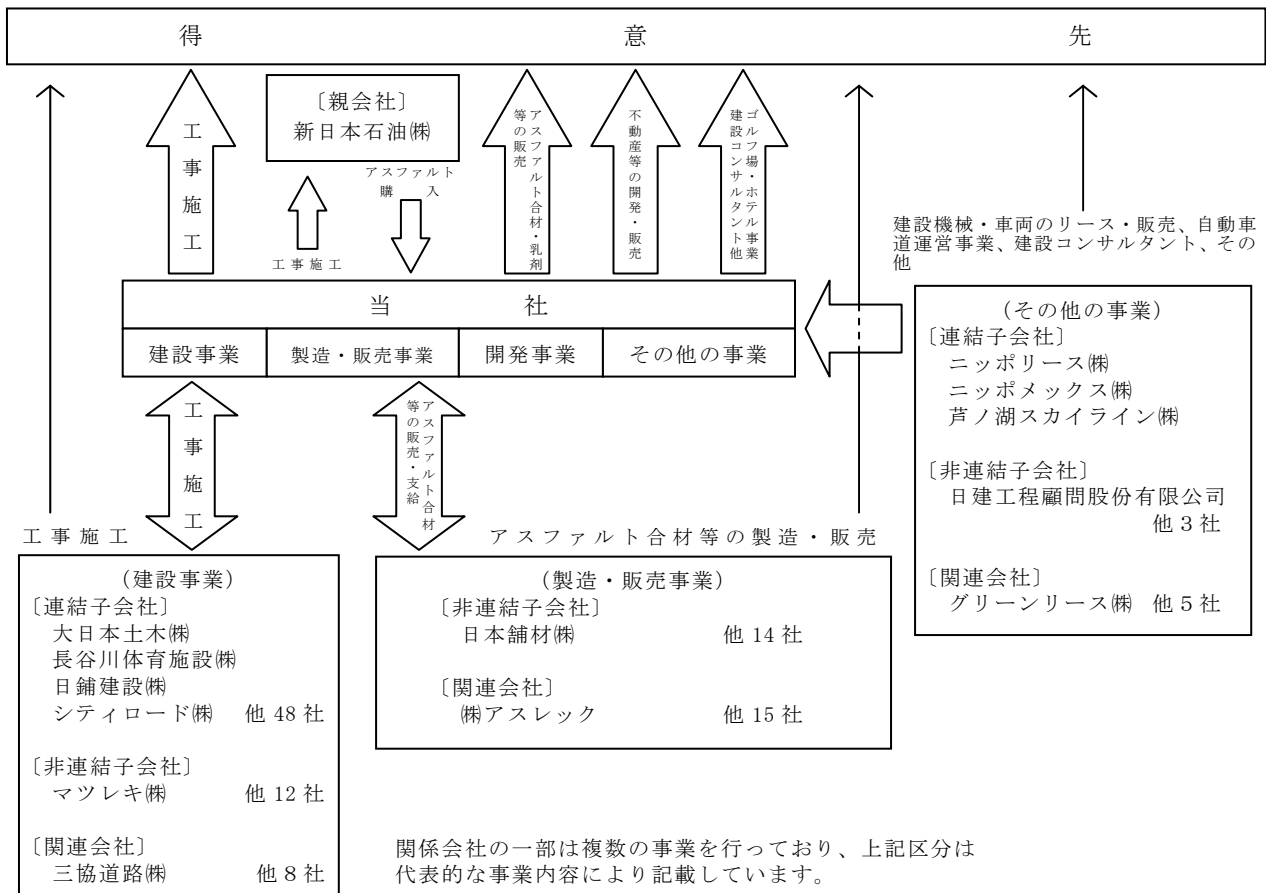 得意先
〔親会社〕
新日本石油㈱
工事施工
アスファルト
購入
工事施工
アスファルト合材・乳剤
等の販売
不動産等の開発・販売
ゴルフ場・ホテル事業
建設コンサルタント他
建設機械・車両のリース・販売、自動車
道運営事業、建設コンサルタント、その
他
当社
建設事業
製造・販売事業
開発事業
その他の事業
(その他の事業)
〔連結子会社〕
ニッポリース㈱
ニッポメックス㈱
芦ノ湖スカイライン㈱
〔非連結子会社〕
日建工程顧問股份有限公司
他3社
〔関連会社〕
グリーンリース㈱ 他5社
工事施工
アスファルト合材
等の販売・支給
工事施工
アスファルト合材等の製造・販売
(建設事業)
〔連結子会社〕
大日本土木㈱
長谷川体育施設㈱
日鋪建設㈱
シティロード㈱ 他48社
〔非連結子会社〕
マツレキ㈱ 他12社
〔関連会社〕
三協道路㈱ 他8社
(製造・販売事業)
〔非連結子会社〕
日本舗材㈱ 他14社
〔関連会社〕
㈱アスレック 他15社
関係会社の一部は複数の事業を行っており、上記区分は
代表的な事業内容により記載しています。